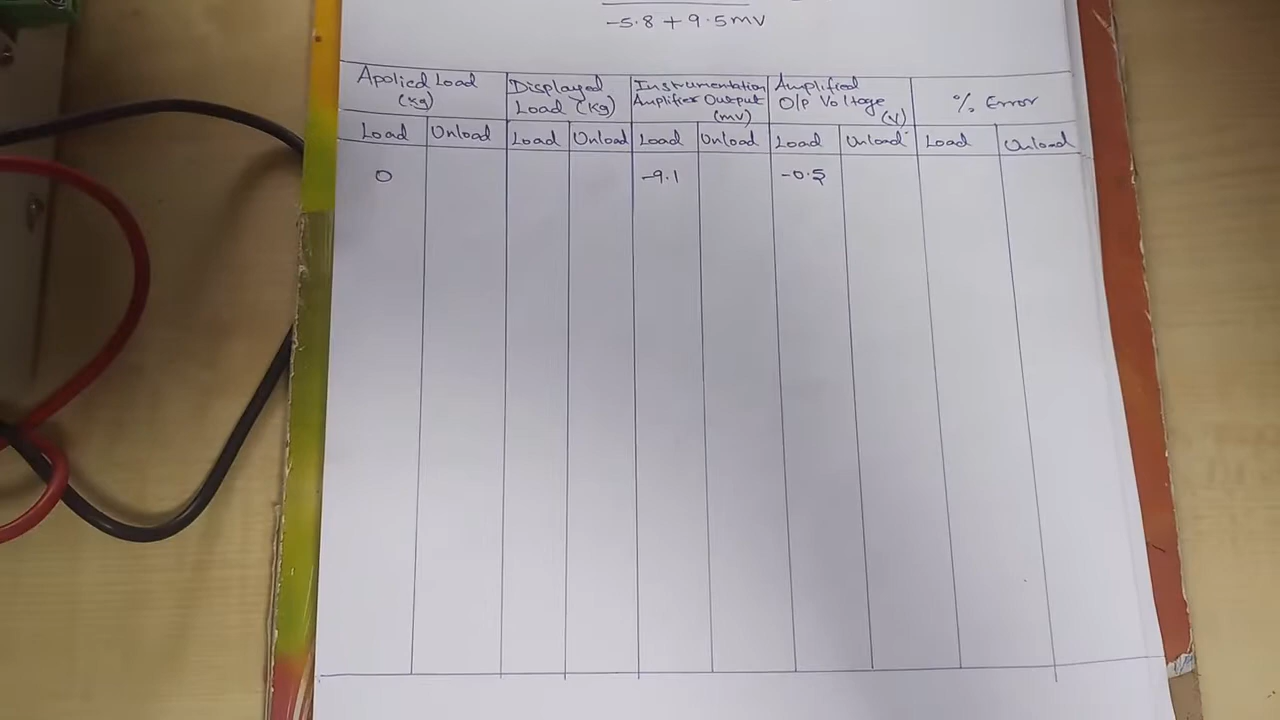 -5.8 + 9.5mV
Applied Load Displayed Instrumentation Amplified
(Kg) Load (Kg) Amplifier Output O/P Voltage % Error
(mV) (V)
Load Unload Load Unload Load Unload Load Unload Load Unload
0 -9.1 -0.5